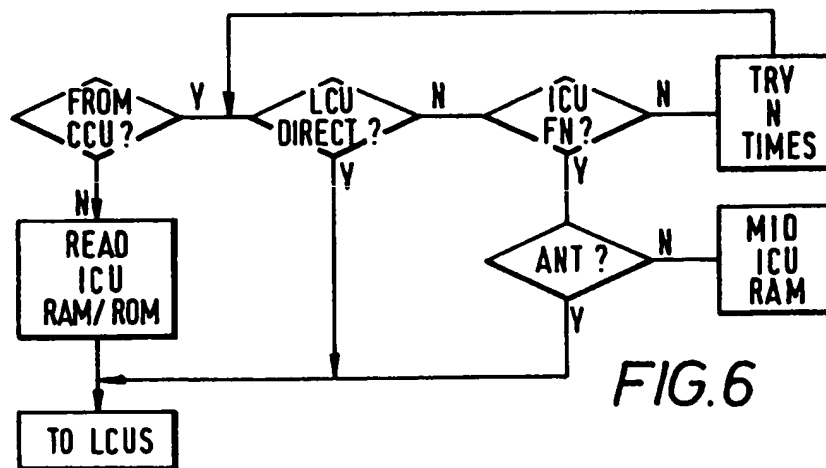 FROM
CCU?
Y
LCU
DIRECT?
N
ICU
FN?
N
TRY
N
TIMES
N
Y
Y
READ
ICU
RAM/ROM
ANT?
N
MIO
ICU
RAM
Y
TO LCUS
FIG.6